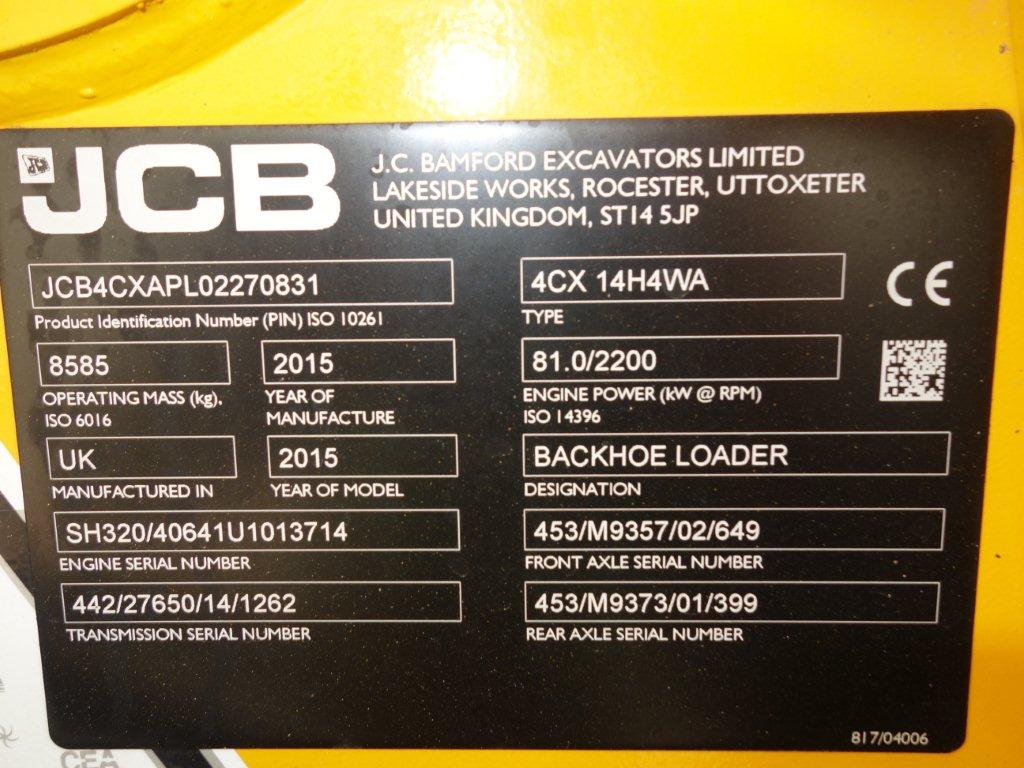 JCB
J.C. BAMFORD EXCAVATORS LIMITED
LAKESIDE WORKS, ROCESTER, UTTOXETER
UNITED KINGDOM, ST14 5JP
JCB4CXAPL02270831
Product Identification Number (PIN) ISO 10261
4CX 14H4WA
TYPE
CE
8585
OPERATING MASS (kg),
ISO 6016
2015
YEAR OF
MANUFACTURE
81.0/2200
ENGINE POWER (kW @ RPM)
ISO 14396
UK
MANUFACTURED IN
2015
YEAR OF MODEL
BACKHOE LOADER
DESIGNATION
SH320/40641U1013714
ENGINE SERIAL NUMBER
453/M9357/02/649
FRONT AXLE SERIAL NUMBER
442/27650/14/1262
TRANSMISSION SERIAL NUMBER
453/M9373/01/399
REAR AXLE SERIAL NUMBER
817/04006
CEA